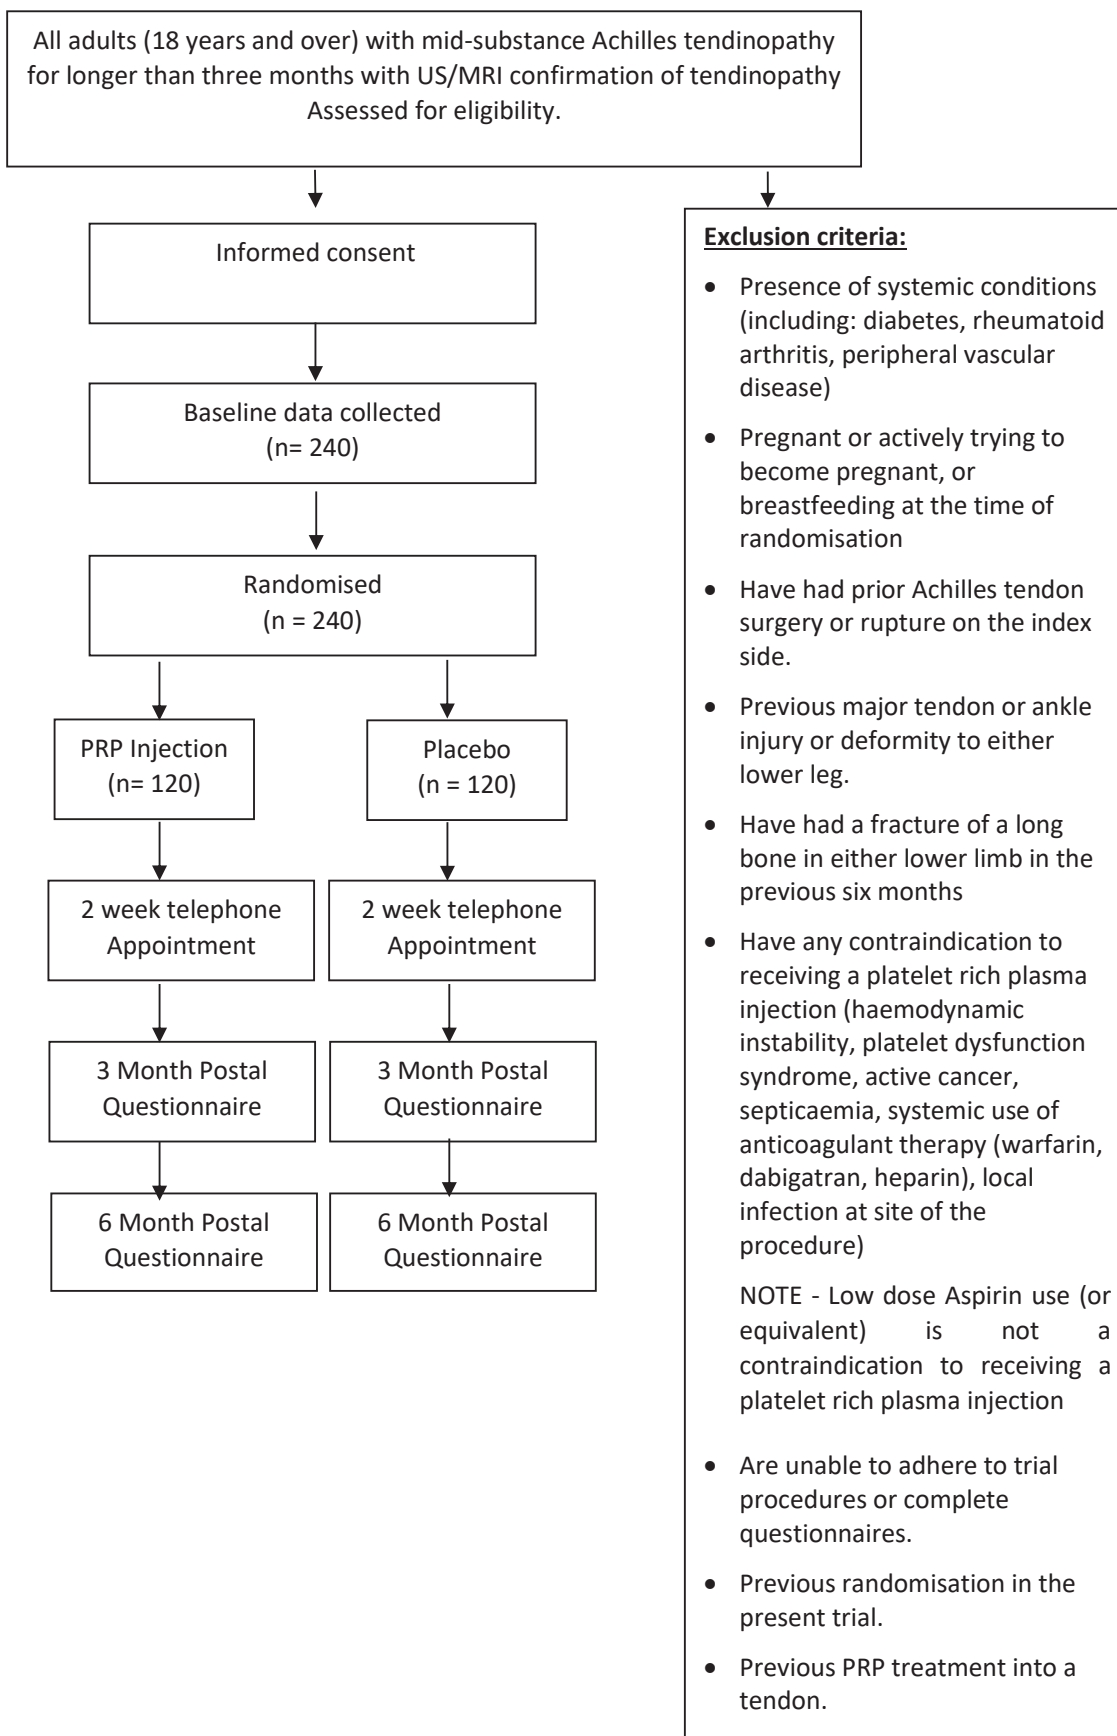 All adults (18 years and over) with mid-substance Achilles tendinopathy
for longer than three months with US/MRI confirmation of tendinopathy
Assessed for eligibility.
Informed consent
Baseline data collected
(n= 240)
Randomised
(n = 240)
PRP Injection
(n= 120)
Placebo
(n = 120)
2 week telephone
Appointment
2 week telephone
Appointment
3 Month Postal
Questionnaire
3 Month Postal
Questionnaire
6 Month Postal
Questionnaire
6 Month Postal
Questionnaire
Exclusion criteria:
• Presence of systemic conditions
(including: diabetes, rheumatoid
arthritis, peripheral vascular
disease)
• Pregnant or actively trying to
become pregnant, or
breastfeeding at the time of
randomisation
• Have had prior Achilles tendon
surgery or rupture on the index
side.
• Previous major tendon or ankle
injury or deformity to either
lower leg.
• Have had a fracture of a long
bone in either lower limb in the
previous six months
• Have any contraindication to
receiving a platelet rich plasma
injection (haemodynamic
instability, platelet dysfunction
syndrome, active cancer,
septicaemia, systemic use of
anticoagulant therapy (warfarin,
dabigatran, heparin), local
infection at site of the
procedure)
NOTE - Low dose Aspirin use (or
equivalent) is not a
contraindication to receiving a
platelet rich plasma injection
• Are unable to adhere to trial
procedures or complete
questionnaires.
• Previous randomisation in the
present trial.
• Previous PRP treatment into a
tendon.